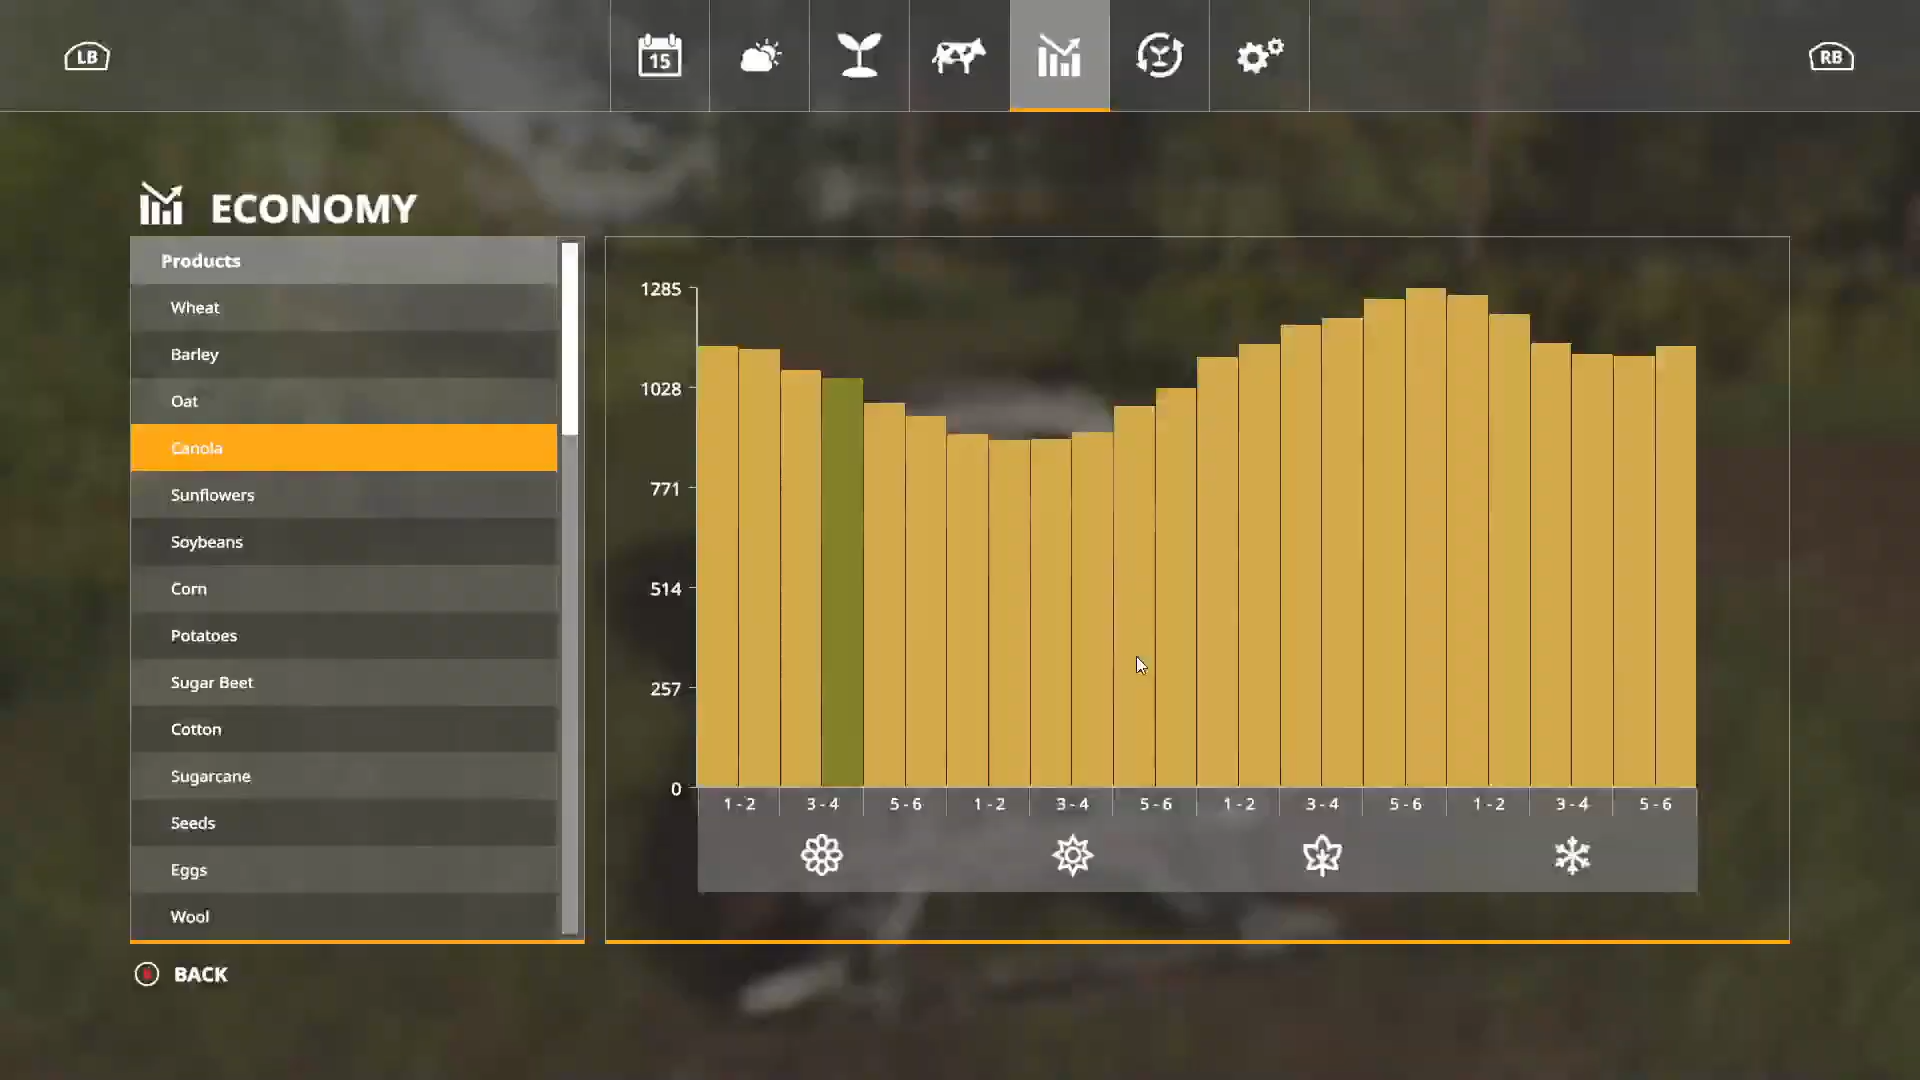 LB
15
RB
ECONOMY
Products
Wheat
Barley
Oat
Canola
Sunflowers
Soybeans
Corn
Potatoes
Sugar Beet
Cotton
Sugarcane
Seeds
Eggs
Wool
1285
1028
771
514
257
0
1 - 2 3 - 4 5 - 6 1 - 2 3 - 4 5 - 6 1 - 2 3 - 4 5 - 6 1 - 2 3 - 4 5 - 6
BACK